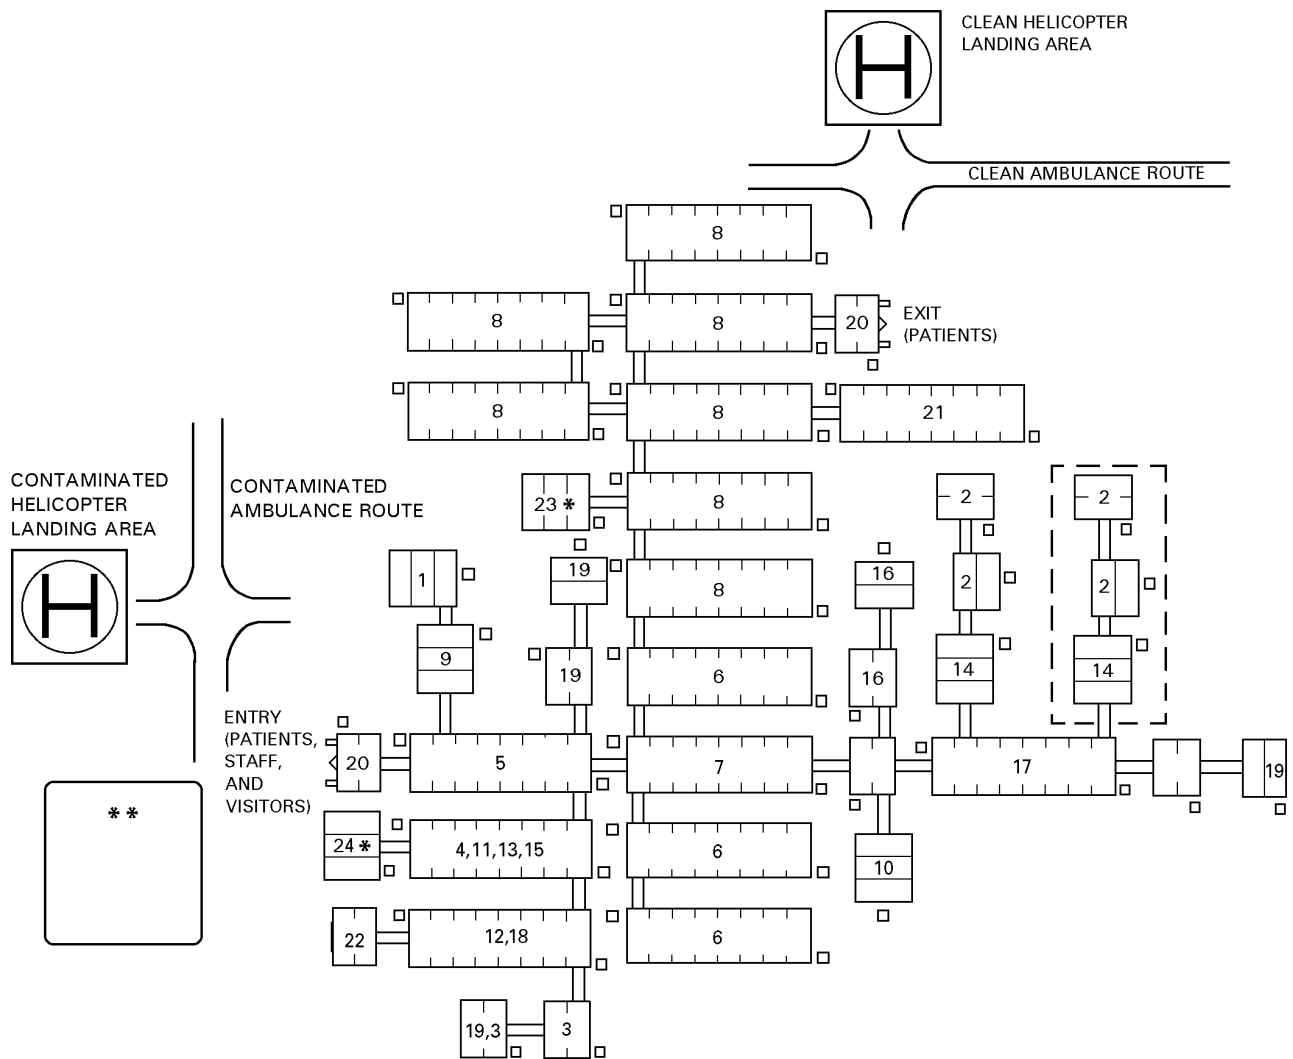 CLEAN HELICOPTER
LANDING AREA
H
CLEAN AMBULANCE ROUTE
8
8
8
20
EXIT
(PATIENTS)
8
8
21
CONTAMINATED
HELICOPTER
LANDING AREA
CONTAMINATED
AMBULANCE ROUTE
23 *
8
2
2
H
1
19
8
16
2
2
9
19
6
16
14
14
ENTRY
(PATIENTS,
STAFF,
AND
VISITORS)
20
5
7
17
19
**
24 *
4,11,13,15
6
10
22
12,18
6
19,3
3